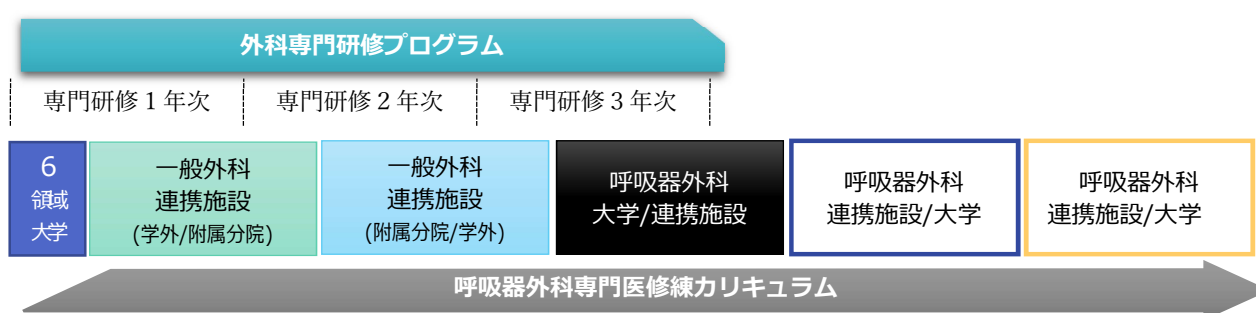 外科専門研修プログラム
専門研修 1 年次
専門研修 2 年次
専門研修 3 年次
6
領域
大学
一般外科
連携施設
(学外/附属分院)
一般外科
連携施設
(附属分院/学外)
呼吸器外科
大学/連携施設
呼吸器外科
連携施設/大学
呼吸器外科
連携施設/大学
呼吸器外科専門医修練カリキュラム